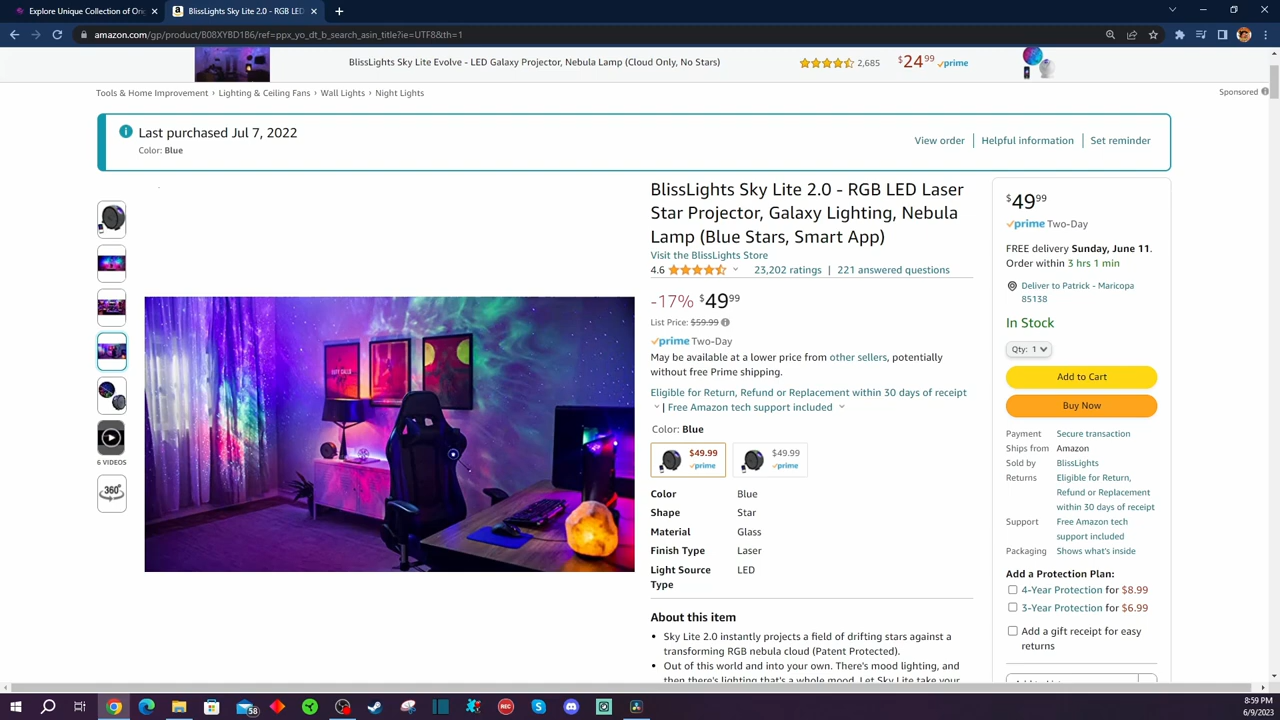 Explore Unique Collection of Ori
BlissLights Sky Lite 2.0 - RGB LED
amazon.com/gp/product/B08XYBD1B6/ref=ppx_yo_dt_b_search_asin_title?ie=UTF8&th=1
BlissLights Sky Lite Evolve - LED Galaxy Projector, Nebula Lamp (Cloud Only, No Stars)
2,685
$24.99 prime
Tools & Home Improvement › Lighting & Ceiling Fans › Wall Lights › Night Lights
Sponsored
Last purchased Jul 7, 2022
Color: Blue
View order
Helpful information
Set reminder
6 VIDEOS
360°
BlissLights Sky Lite 2.0 - RGB LED Laser
Star Projector, Galaxy Lighting, Nebula
Lamp (Blue Stars, Smart App)
Visit the BlissLights Store
4.6
23,202 ratings | 221 answered questions
-17% $49.99
List Price: $59.99
prime Two-Day
May be available at a lower price from other sellers, potentially
without free Prime shipping.
Eligible for Return, Refund or Replacement within 30 days of receipt
| Free Amazon tech support included
Color: Blue
$49.99
prime
$49.99
prime
Color Blue
Shape Star
Material Glass
Finish Type Laser
Light Source LED
Type
About this item
• Sky Lite 2.0 instantly projects a field of drifting stars against a
transforming RGB nebula cloud (Patent Protected).
• Out of this world and into your own. There's mood lighting, and
then there's lighting that's a whole mood. Let Sky Lite take your
$49.99
prime Two-Day
FREE delivery Sunday, June 11.
Order within 3 hrs 1 min
Deliver to Patrick - Maricopa
85138
In Stock
Qty: 1
Add to Cart
Buy Now
Payment Secure transaction
Ships from Amazon
Sold by BlissLights
Returns Eligible for Return,
Refund or Replacement
within 30 days of receipt
Support Free Amazon tech
support included
Packaging Shows what's inside
Add a Protection Plan:
4-Year Protection for $8.99
3-Year Protection for $6.99
Add a gift receipt for easy
returns
58
REC
8:59 PM
6/9/2023